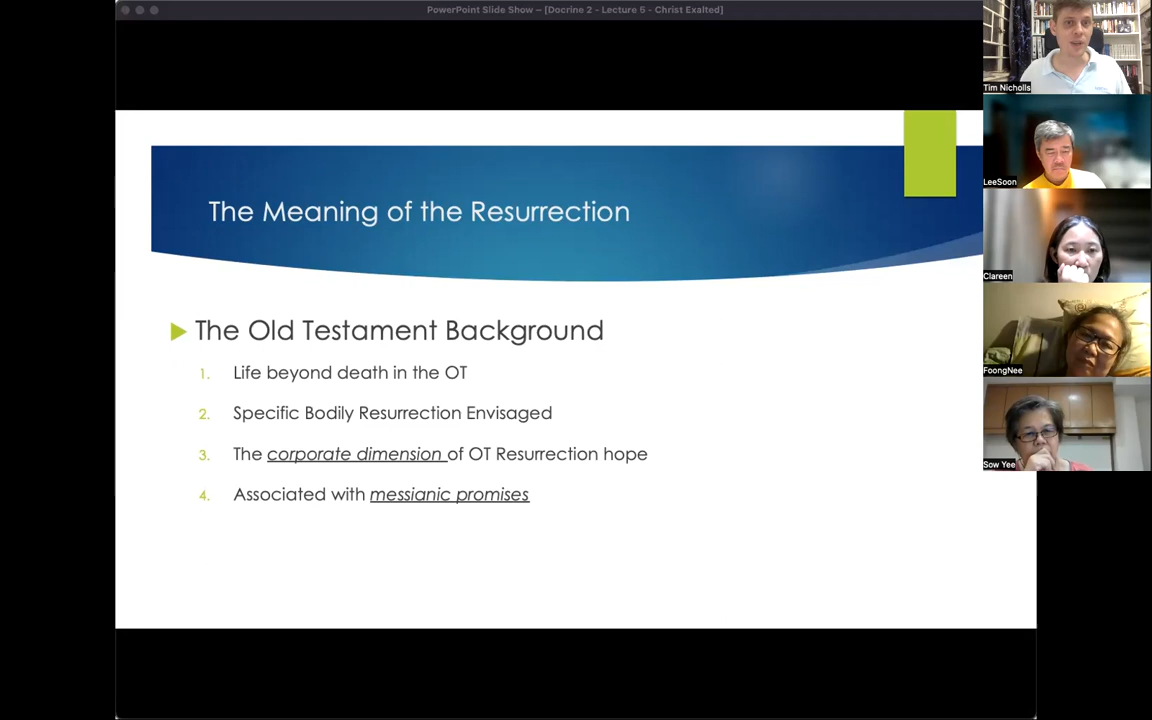 PowerPoint Slide Show – [Docrine 2 - Lecture 5 - Christ Exalted]
The Meaning of the Resurrection
The Old Testament Background
1. Life beyond death in the OT
2. Specific Bodily Resurrection Envisaged
3. The corporate dimension of OT Resurrection hope
4. Associated with messianic promises
Tim Nicholls
LeeSoon
Clareen
FoongNee
Sow Yee